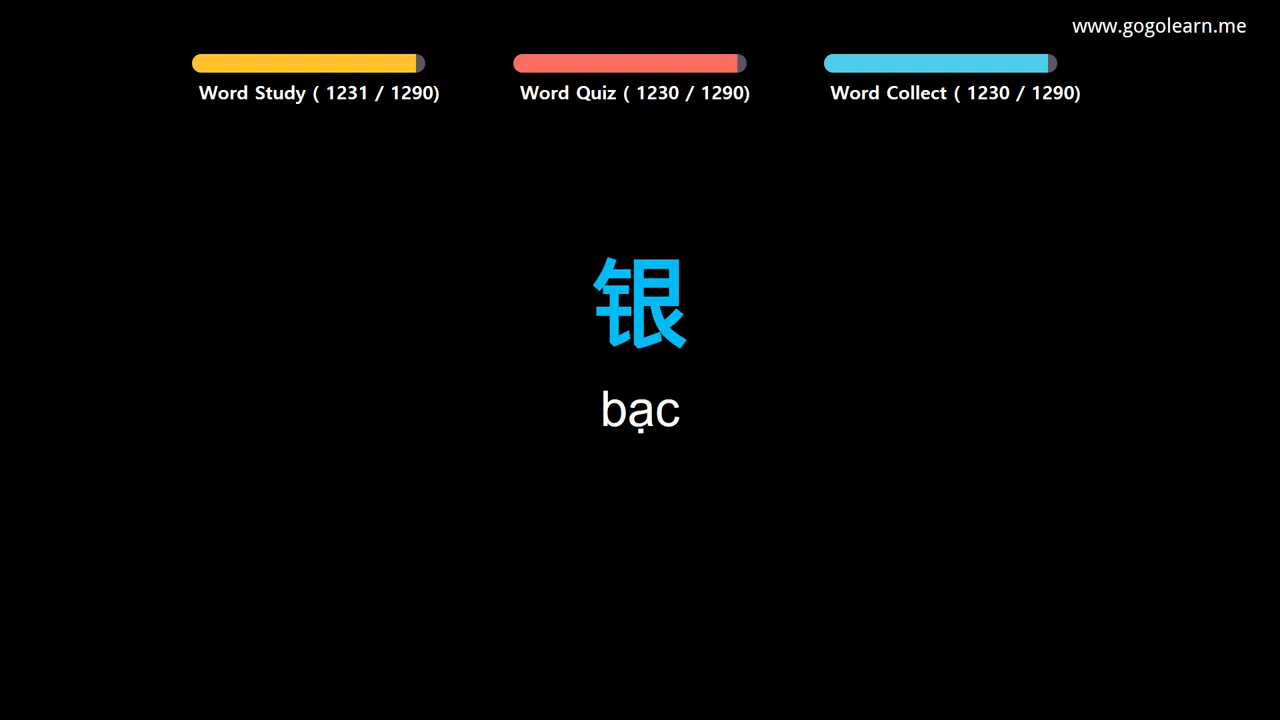 www.gogolearn.me
Word Study ( 1231 / 1290)
Word Quiz ( 1230 / 1290)
Word Collect ( 1230 / 1290)
银
bạc